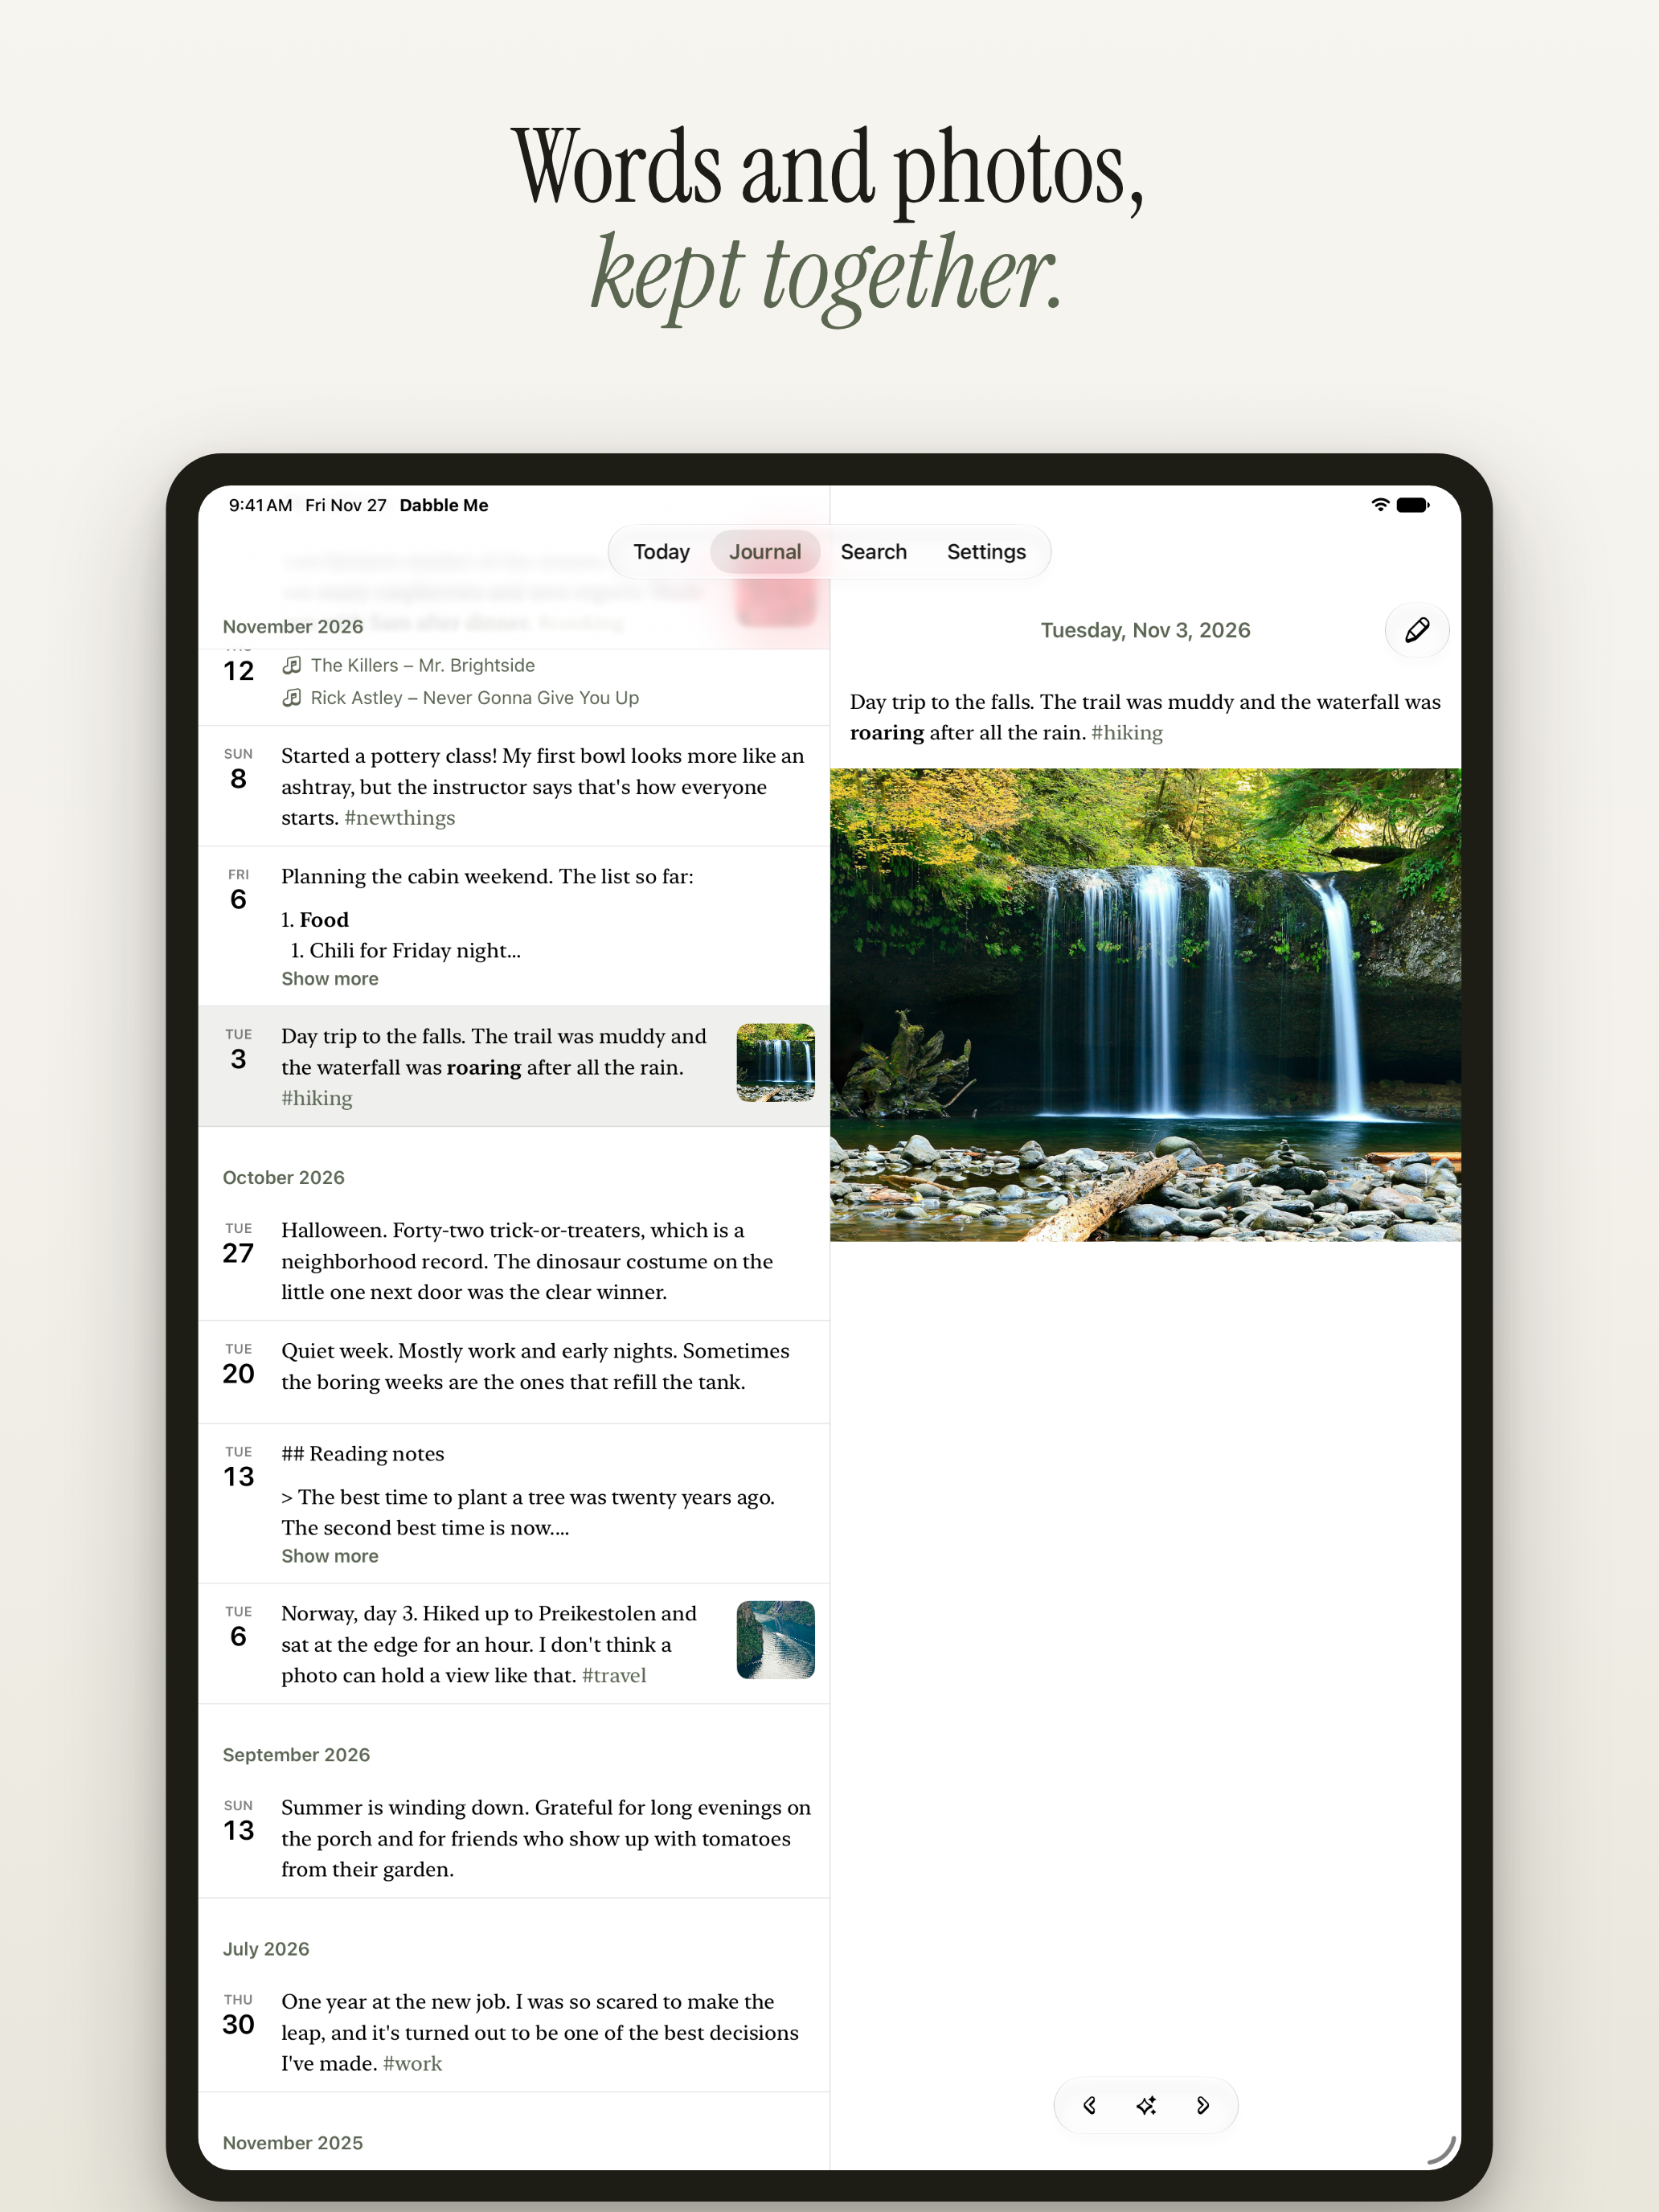 Words and photos,
kept together.
9:41 AM Fri Nov 27 Dabble Me
Today Journal Search Settings
November 2026
12
The Killers – Mr. Brightside
Rick Astley – Never Gonna Give You Up
SUN
8
Started a pottery class! My first bowl looks more like an
ashtray, but the instructor says that's how everyone
starts. #newthings
FRI
6
Planning the cabin weekend. The list so far:
1. Food
1. Chili for Friday night...
Show more
TUE
3
Day trip to the falls. The trail was muddy and
the waterfall was roaring after all the rain.
#hiking
October 2026
TUE
27
Halloween. Forty-two trick-or-treaters, which is a
neighborhood record. The dinosaur costume on the
little one next door was the clear winner.
TUE
20
Quiet week. Mostly work and early nights. Sometimes
the boring weeks are the ones that refill the tank.
TUE
13
## Reading notes
> The best time to plant a tree was twenty years ago.
The second best time is now....
Show more
TUE
6
Norway, day 3. Hiked up to Preikestolen and
sat at the edge for an hour. I don't think a
photo can hold a view like that. #travel
September 2026
SUN
13
Summer is winding down. Grateful for long evenings on
the porch and for friends who show up with tomatoes
from their garden.
July 2026
THU
30
One year at the new job. I was so scared to make the
leap, and it's turned out to be one of the best decisions
I've made. #work
November 2025
Tuesday, Nov 3, 2026
Day trip to the falls. The trail was muddy and the waterfall was
roaring after all the rain. #hiking